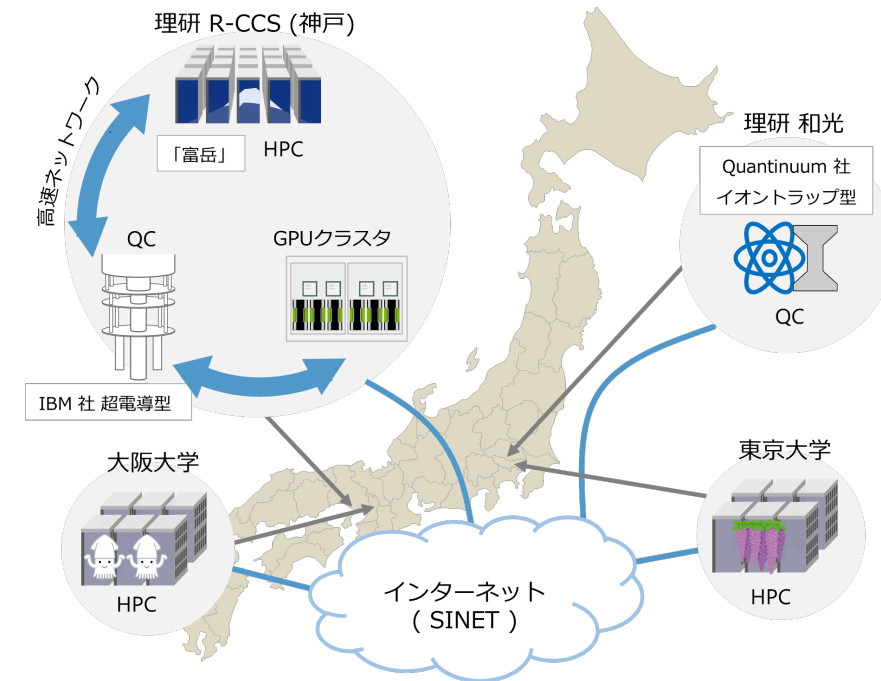 理研 R-CCS (神戸)
高速ネットワーク
「富岳」
HPC
QC
GPUクラスタ
IBM 社 超電導型
理研 和光
Quantinuum 社
イオントラップ型
QC
大阪大学
HPC
東京大学
HPC
インターネット
( SINET )